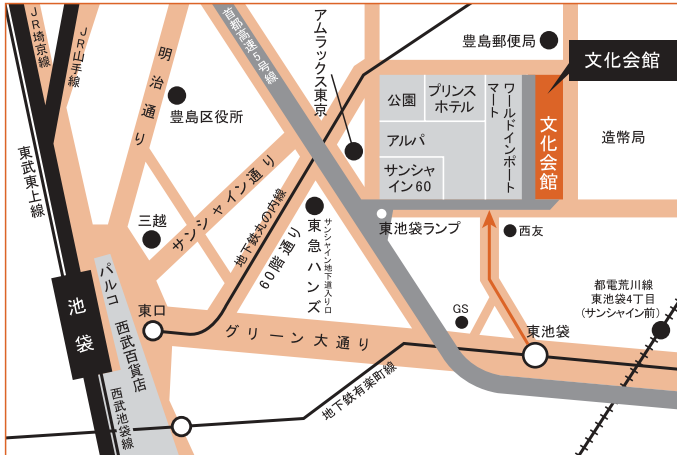 JR埼京線
JR山手線
明治通り
首都高速5号線
アムラックス東京
豊島郵便局
文化会館
豊島区役所
公園
プリンス
ホテル
ワールドインポート
マート
文化会館
造幣局
アルパ
サンシャ
イン60
東武東上線
サンシャイン通り
地下鉄丸の内線
60階通り
三越
東急ハンズ
サンシャイン地下道入り口
東池袋ランプ
西友
池袋
パルコ
西武百貨店
東口
グリーン大通り
GS
東池袋
都電荒川線
東池袋4丁目
(サンシャイン前)
西武池袋線
地下鉄有楽町線